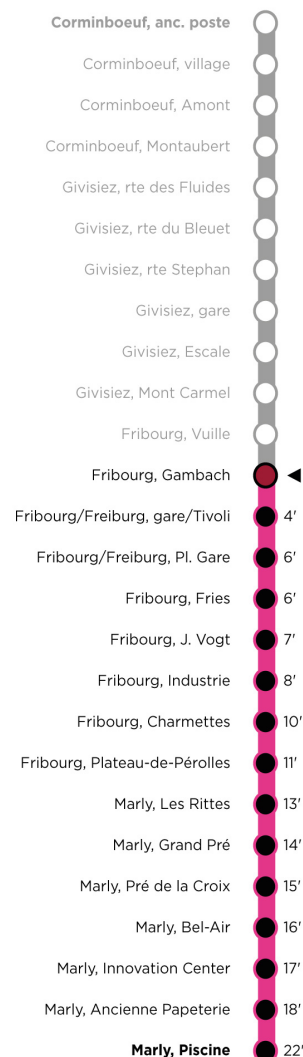 Corminboeuf, anc. poste
Corminboeuf, village
Corminboeuf, Amont
Corminboeuf, Montaubert
Givisiez, rte des Fluides
Givisiez, rte du Bleuet
Givisiez, rte Stephan
Givisiez, gare
Givisiez, Escale
Givisiez, Mont Carmel
Fribourg, Vuille
Fribourg, Gambach
Fribourg/Freiburg, gare/Tivoli 4'
Fribourg/Freiburg, Pl. Gare 6'
Fribourg, Fries 6'
Fribourg, J. Vogt 7'
Fribourg, Industrie 8'
Fribourg, Charmettes 10'
Fribourg, Plateau-de-Pérolles 11'
Marly, Les Rittes 13'
Marly, Grand Pré 14'
Marly, Pré de la Croix 15'
Marly, Bel-Air 16'
Marly, Innovation Center 17'
Marly, Ancienne Papeterie 18'
Marly, Piscine 22'